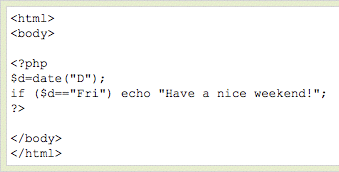 <html>
<body>
<?php
$d=date("D");
if ($d=="Fri") echo "Have a nice weekend!";
?>
</body>
</html>